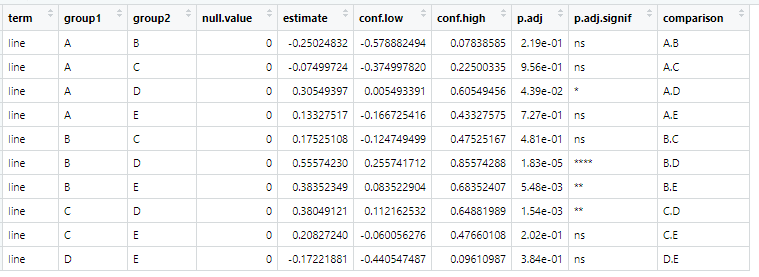 term group1 group2 null.value estimate conf.low conf.high p.adj p.adj.signif comparison
line A B 0 -0.25024832 -0.578882494 0.07838585 2.19e-01 ns A.B
line A C 0 -0.07499724 -0.374997820 0.22500335 9.56e-01 ns A.C
line A D 0 0.30549397 0.005493391 0.60549456 4.39e-02 * A.D
line A E 0 0.13327517 -0.166725416 0.43327575 7.27e-01 ns A.E
line B C 0 0.17525108 -0.124749499 0.47525167 4.81e-01 ns B.C
line B D 0 0.55574230 0.255741712 0.85574288 1.83e-05 **** B.D
line B E 0 0.38352349 0.083522904 0.68352407 5.48e-03 ** B.E
line C D 0 0.38049121 0.112162532 0.64881989 1.54e-03 ** C.D
line C E 0 0.20827240 -0.060056276 0.47660108 2.02e-01 ns C.E
line D E 0 -0.17221881 -0.440547487 0.09610987 3.84e-01 ns D.E